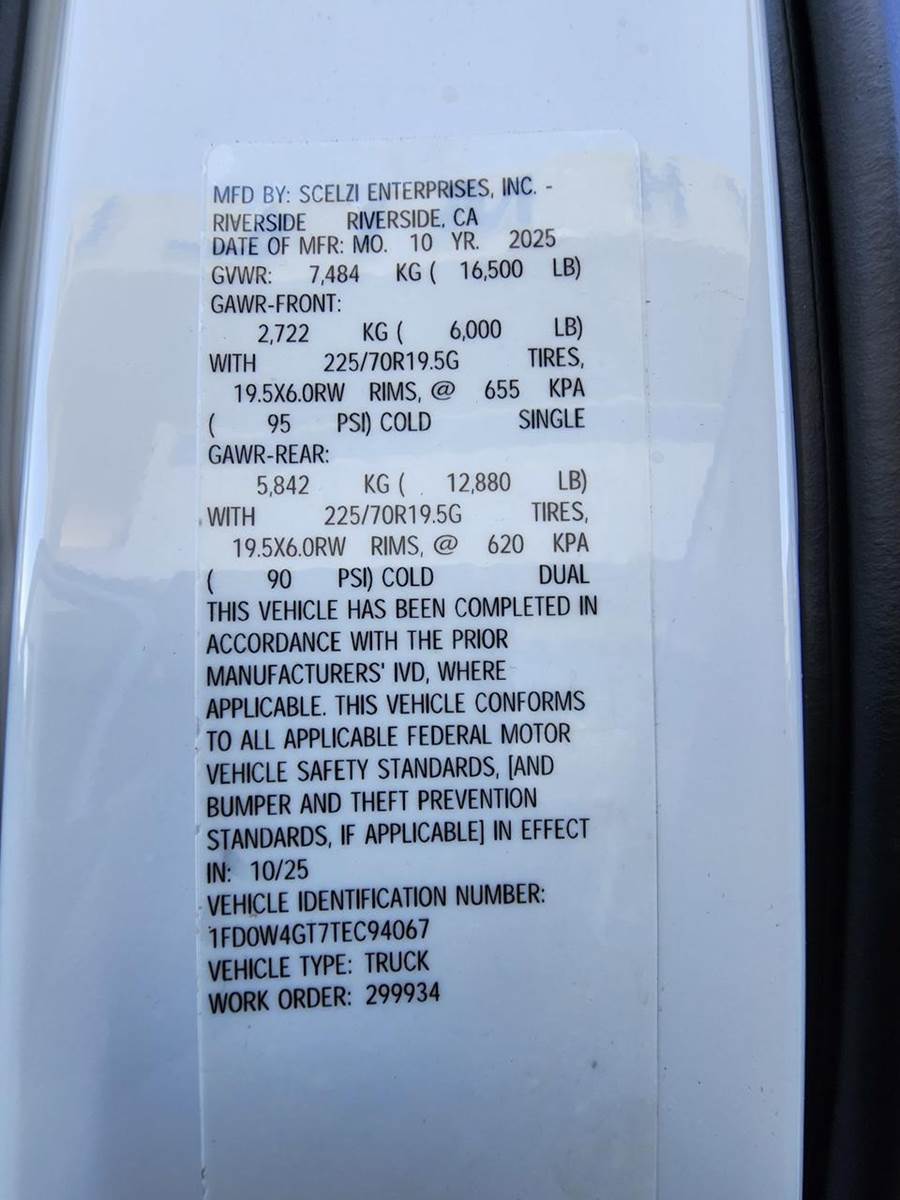 MFD BY: SCELZI ENTERPRISES, INC. -
RIVERSIDE RIVERSIDE, CA
DATE OF MFR: MO. 10 YR. 2025
GVWR: 7,484 KG ( 16,500 LB)
GAWR-FRONT:
2,722 KG ( 6,000 LB)
WITH 225/70R19.5G TIRES,
19.5X6.0RW RIMS, @ 655 KPA
( 95 PSI) COLD SINGLE
GAWR-REAR:
5,842 KG ( 12,880 LB)
WITH 225/70R19.5G TIRES,
19.5X6.0RW RIMS, @ 620 KPA
( 90 PSI) COLD DUAL
THIS VEHICLE HAS BEEN COMPLETED IN
ACCORDANCE WITH THE PRIOR
MANUFACTURERS' IVD, WHERE
APPLICABLE. THIS VEHICLE CONFORMS
TO ALL APPLICABLE FEDERAL MOTOR
VEHICLE SAFETY STANDARDS, [AND
BUMPER AND THEFT PREVENTION
STANDARDS, IF APPLICABLE] IN EFFECT
IN: 10/25
VEHICLE IDENTIFICATION NUMBER:
1FD0W4GT7TEC94067
VEHICLE TYPE: TRUCK
WORK ORDER: 299934